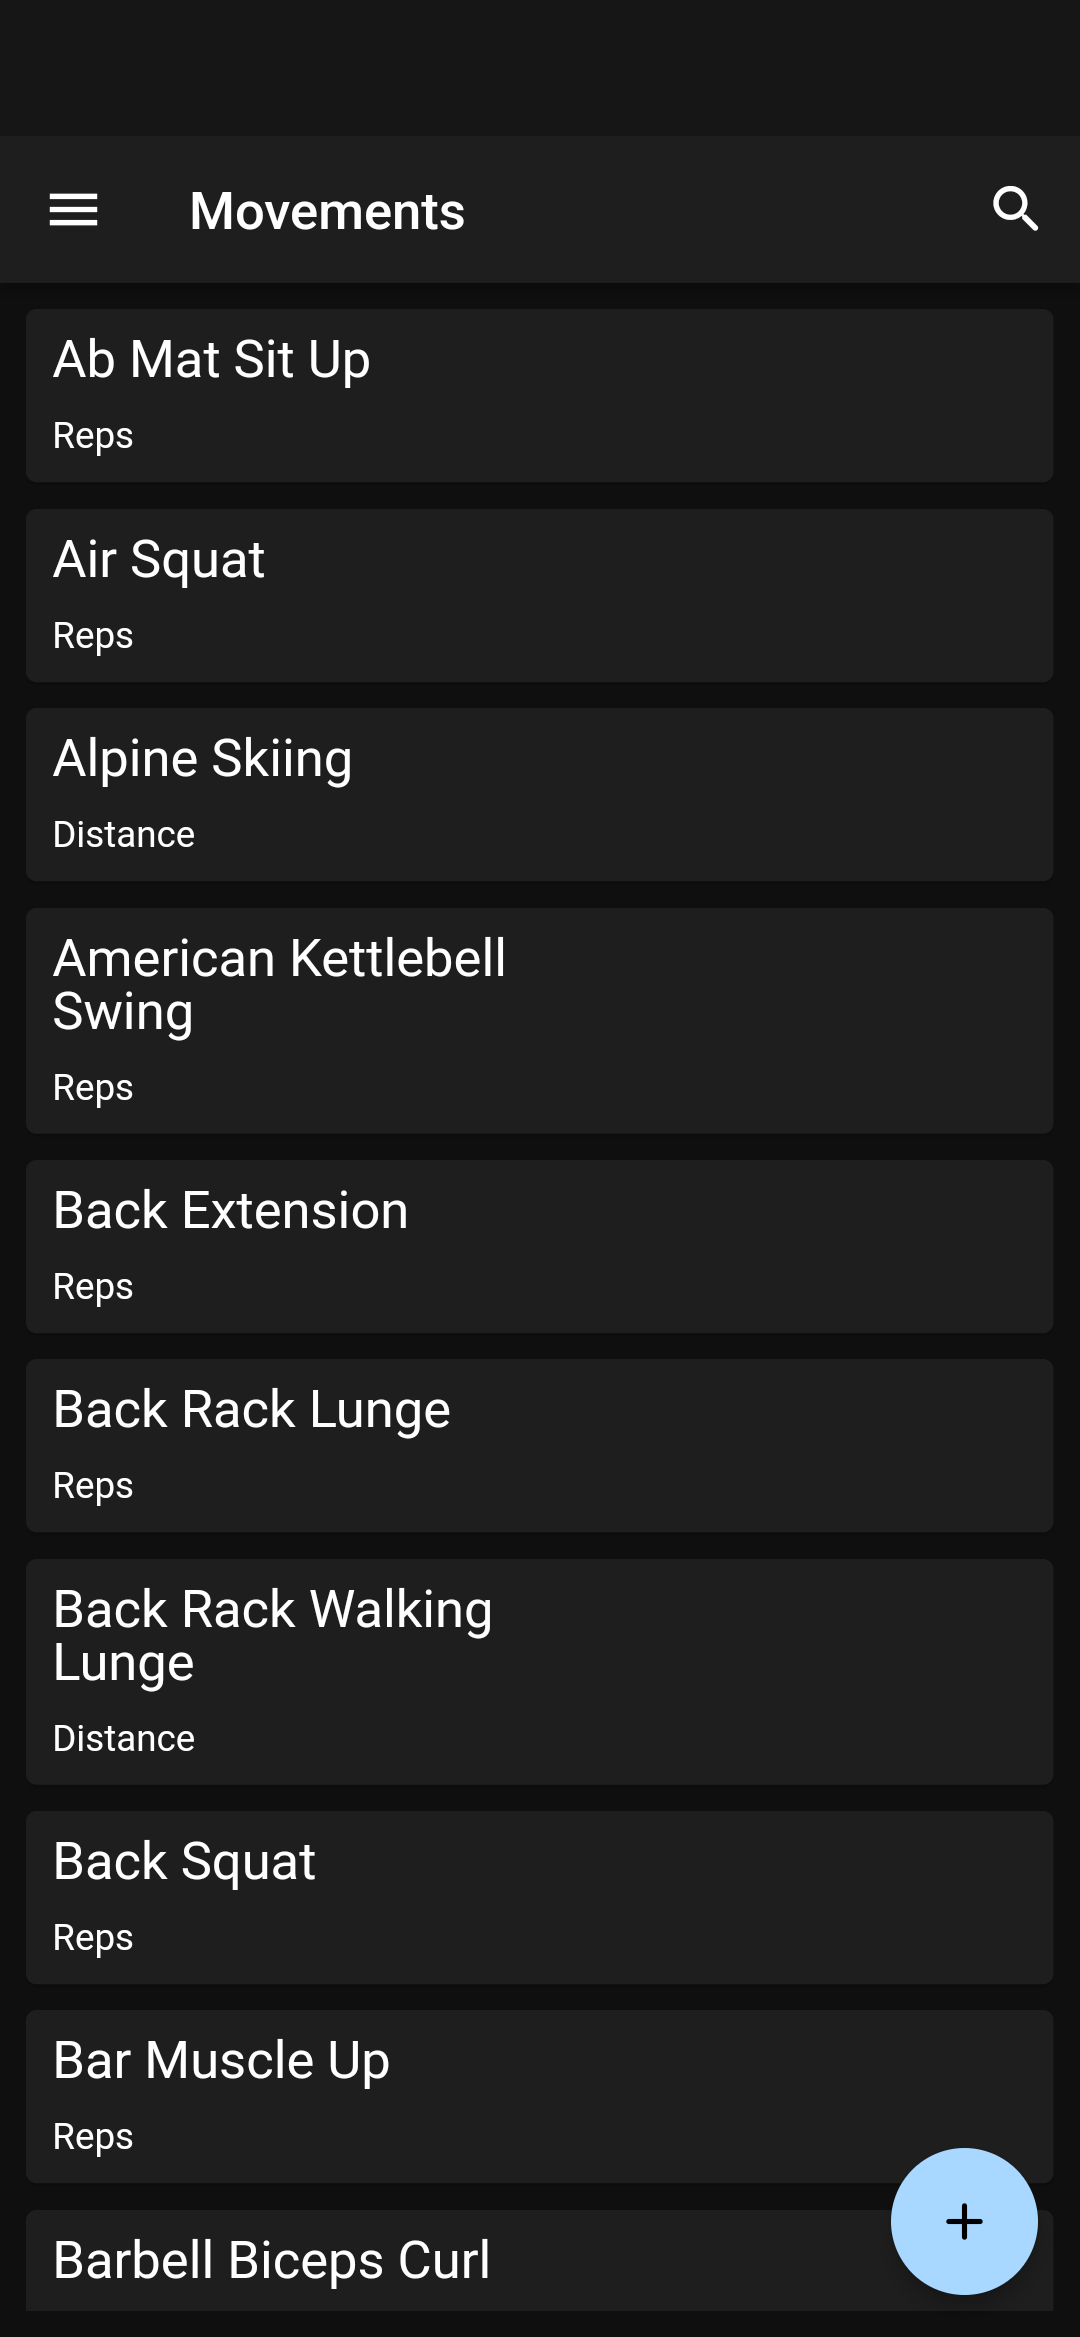 Movements
Ab Mat Sit Up
Reps
Air Squat
Reps
Alpine Skiing
Distance
American Kettlebell
Swing
Reps
Back Extension
Reps
Back Rack Lunge
Reps
Back Rack Walking
Lunge
Distance
Back Squat
Reps
Bar Muscle Up
Reps
Barbell Biceps Curl